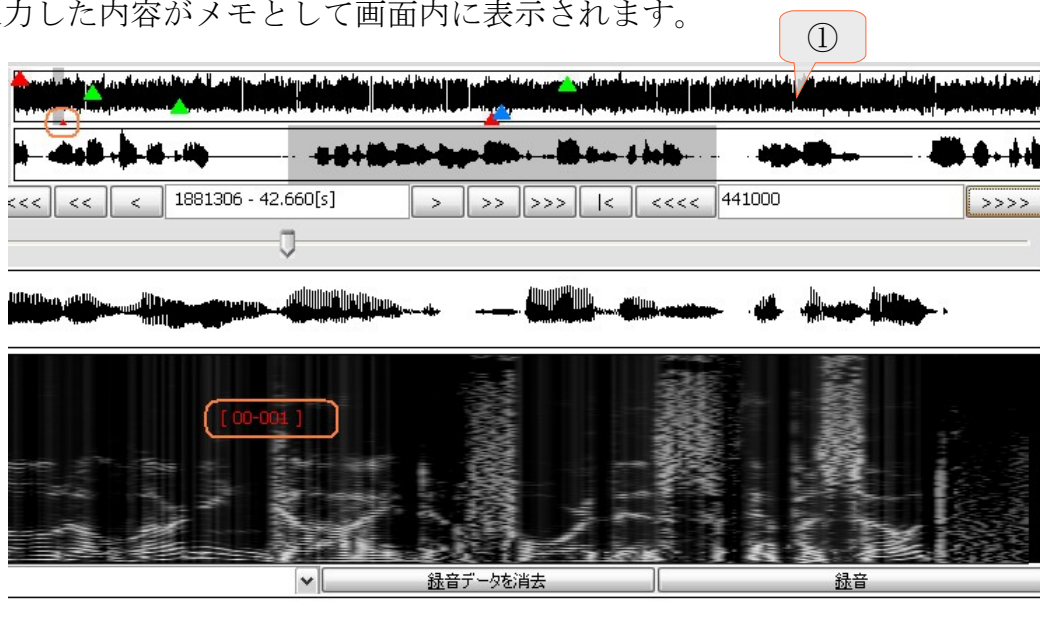 力した内容がメモとして画面内に表示されます。
①
<<< << < 1881306 - 42.660[s] > >> >>> |< <<<< 441000 >>>>
[ 00-001 ]
録音データを消去 録音